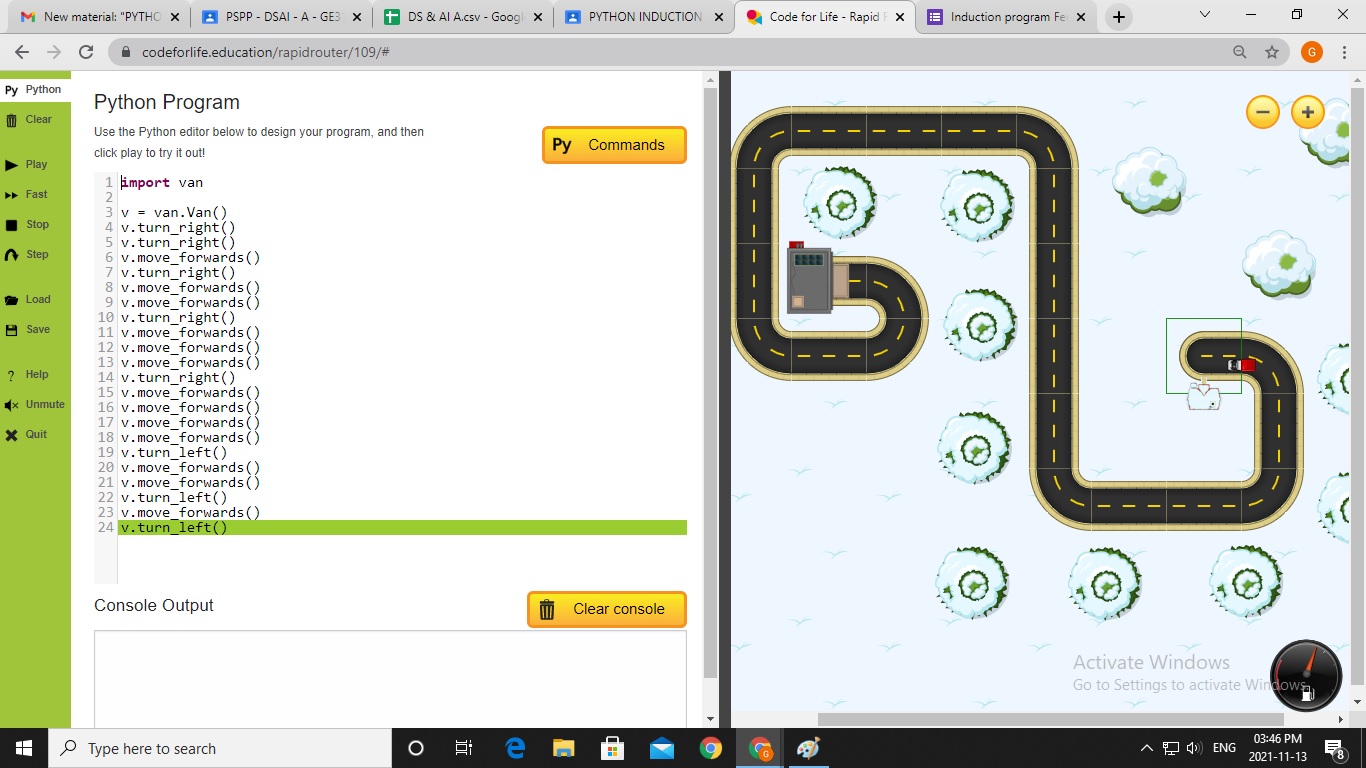 New material: "PYTHO
PSPP - DSAI - A - GE3
DS & AI A.csv - Goog
PYTHON INDUCTION
Code for Life - Rapid
Induction program Fe
codeforlife.education/rapidrouter/109/#
G
Py Python
Clear
Play
Fast
Stop
Step
Load
Save
? Help
Unmute
Quit
Python Program
Use the Python editor below to design your program, and then
click play to try it out!
Py Commands
1 import van
2
3 v = van.Van()
4 v.turn_right()
5 v.turn_right()
6 v.move_forwards()
7 v.turn_right()
8 v.move_forwards()
9 v.move_forwards()
10 v.turn_right()
11 v.move_forwards()
12 v.move_forwards()
13 v.move_forwards()
14 v.turn_right()
15 v.move_forwards()
16 v.move_forwards()
17 v.move_forwards()
18 v.move_forwards()
19 v.turn_left()
20 v.move_forwards()
21 v.move_forwards()
22 v.turn_left()
23 v.move_forwards()
24 v.turn_left()
Console Output
Clear console
Activate Windows
Go to Settings to activate Windows.
Type here to search
ENG
03:46 PM
2021-11-13
8